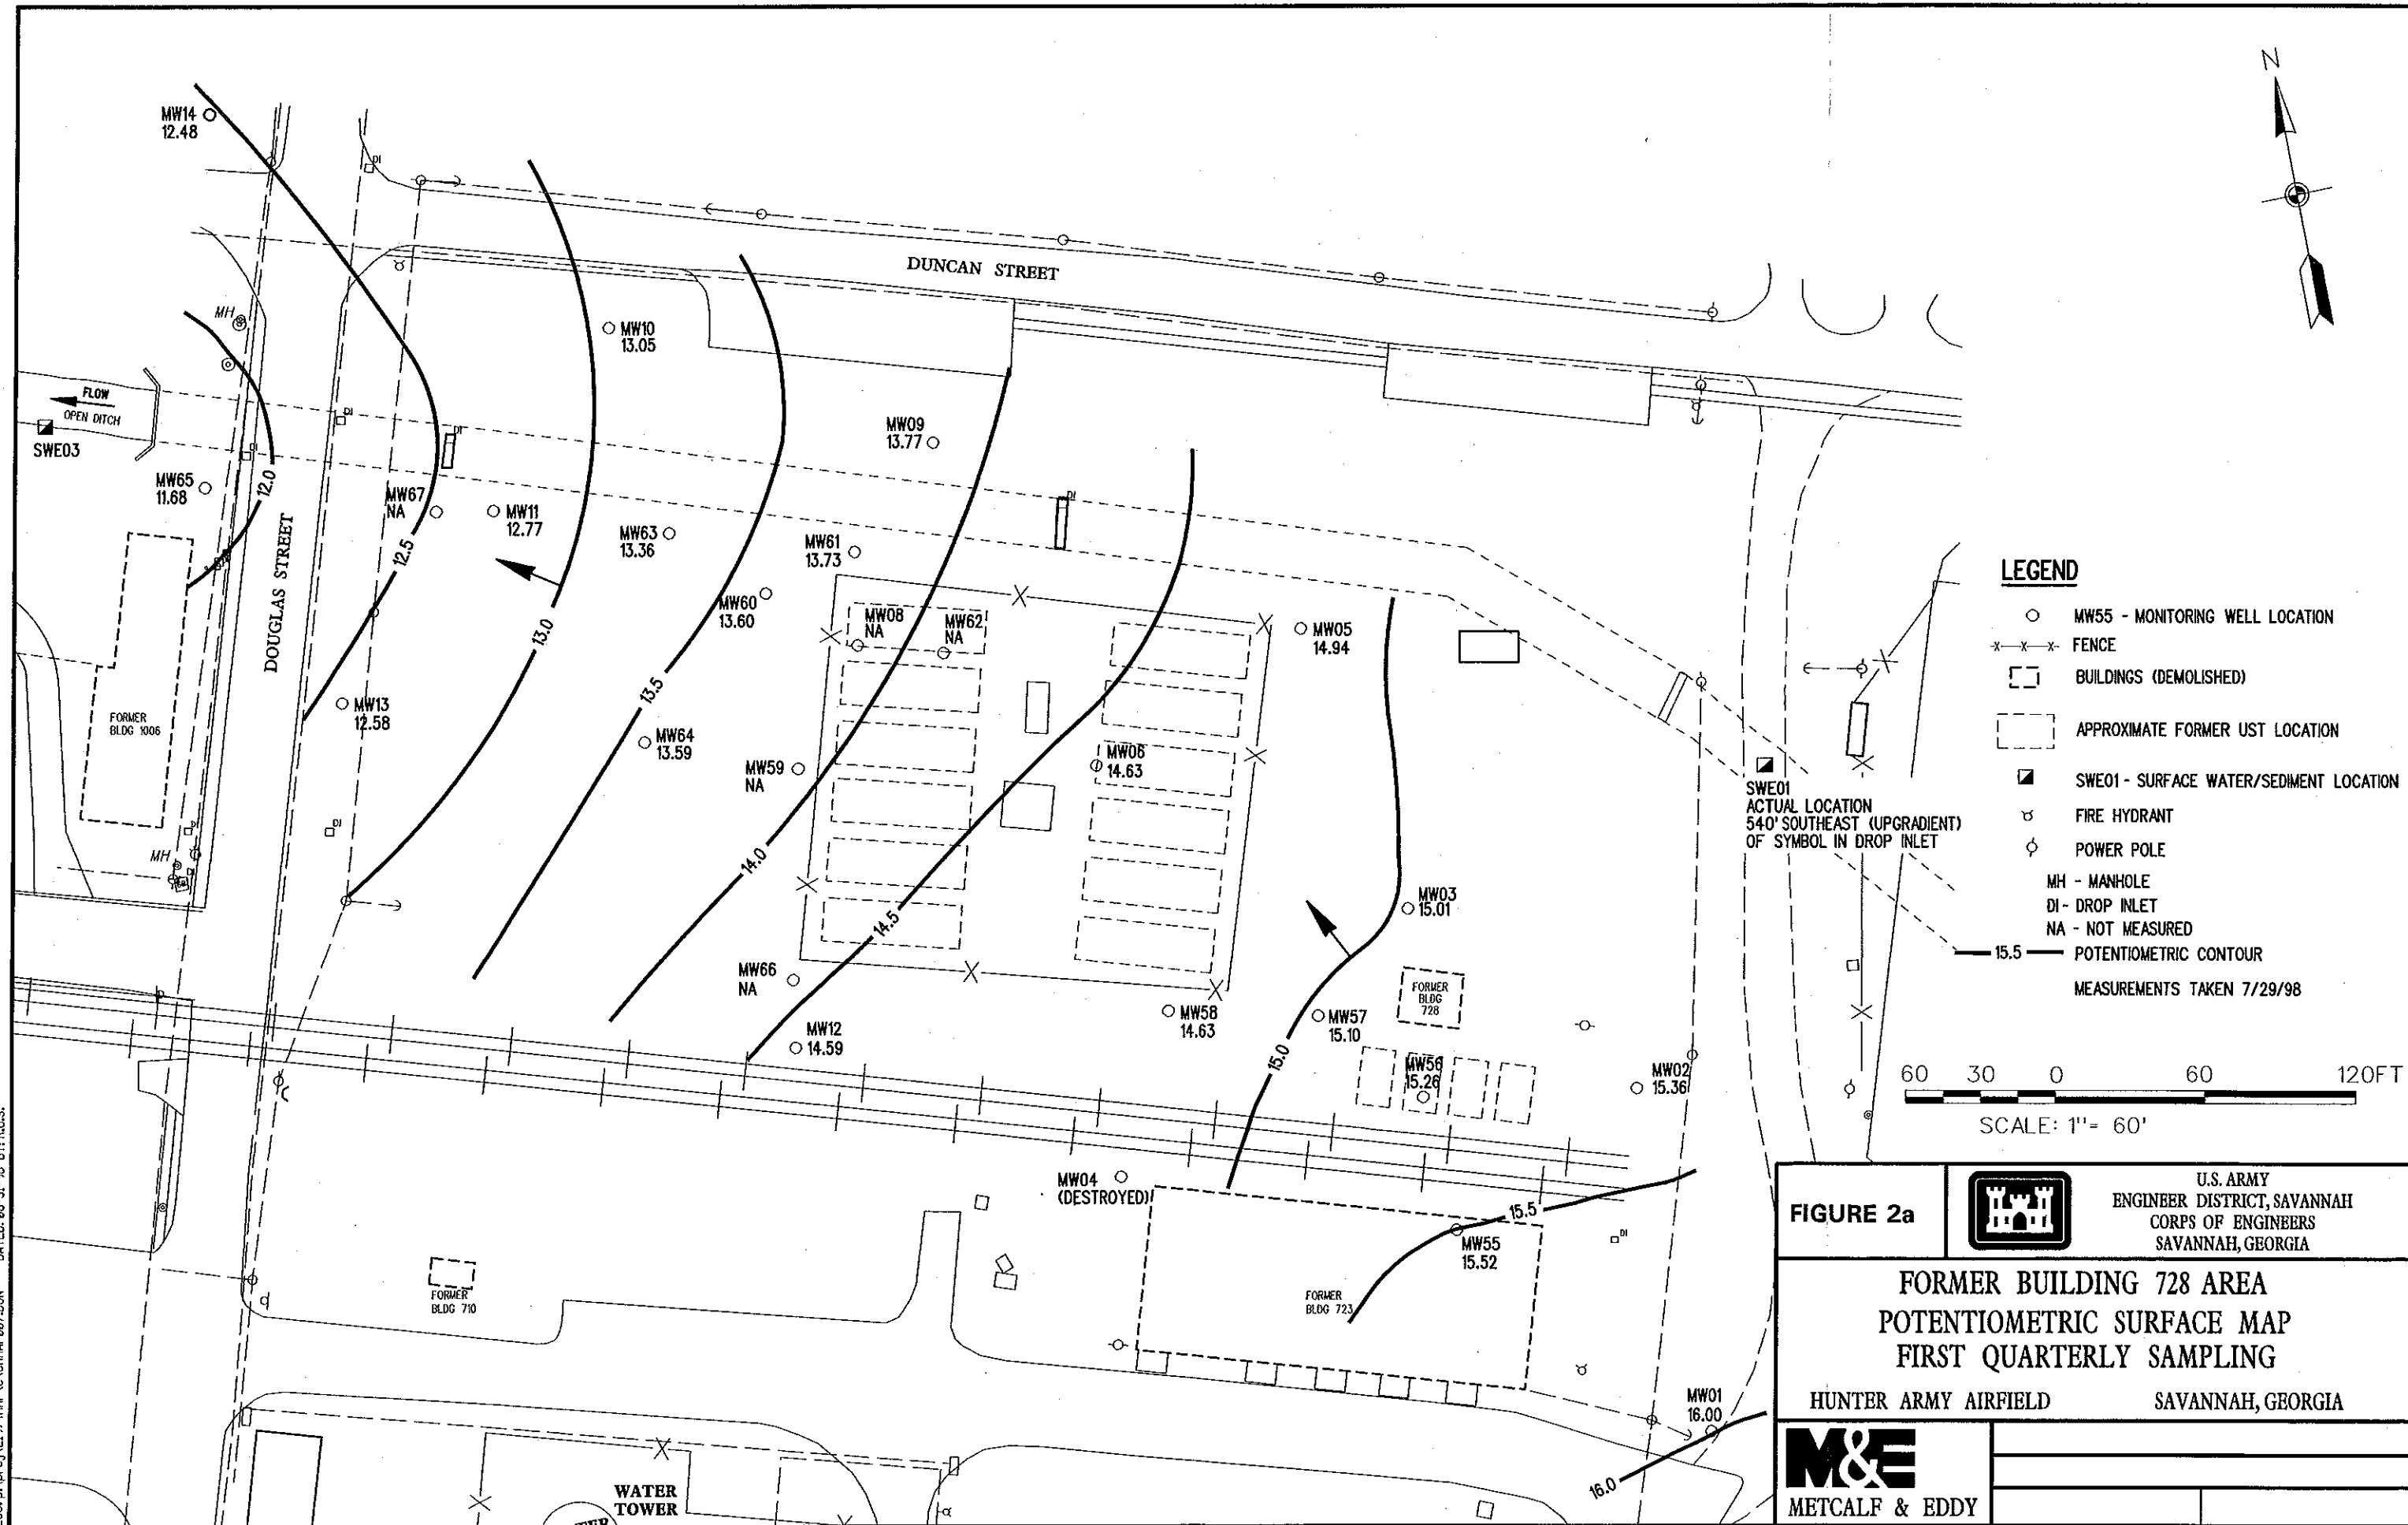 N
MW14
12.48
DI
DUNCAN STREET
MH
MW10
13.05
FLOW
OPEN DITCH
SWE03
DI
DI
DI
MW09
13.77
MW65
11.68
12.0
MW67
NA
MW11
12.77
MW63
13.36
MW61
13.73
DI
12.5
DOUGLAS STREET
MW60
13.60
MW08
NA
MW62
NA
MW05
14.94
13.0
13.5
MW13
12.58
FORMER
BLDG 1006
MW64
13.59
MW59
NA
MW06
14.63
SWE01
ACTUAL LOCATION
540' SOUTHEAST (UPGRADIENT)
OF SYMBOL IN DROP INLET
DI
DI
MH
DI
14.0
14.5
MW03
15.01
MW66
NA
MW12
14.59
MW58
14.63
MW57
15.10
FORMER
BLDG
728
15.0
MW56
15.26
MW02
15.36
MW04
(DESTROYED)
15.5
MW55
15.52
DI
FORMER
BLDG 710
FORMER
BLDG 723
MW01
16.00
16.0
WATER
TOWER
LEGEND
MW55 - MONITORING WELL LOCATION
-X—X—X- FENCE
BUILDINGS (DEMOLISHED)
APPROXIMATE FORMER UST LOCATION
SWE01 - SURFACE WATER/SEDIMENT LOCATION
FIRE HYDRANT
POWER POLE
MH - MANHOLE
DI - DROP INLET
NA - NOT MEASURED
15.5 POTENTIOMETRIC CONTOUR
MEASUREMENTS TAKEN 7/29/98
60 30 0 60 120FT
SCALE: 1"= 60'
FIGURE 2a
U.S. ARMY
ENGINEER DISTRICT, SAVANNAH
CORPS OF ENGINEERS
SAVANNAH, GEORGIA
FORMER BUILDING 728 AREA
POTENTIOMETRIC SURFACE MAP
FIRST QUARTERLY SAMPLING
HUNTER ARMY AIRFIELD SAVANNAH, GEORGIA
M&E
METCALF & EDDY